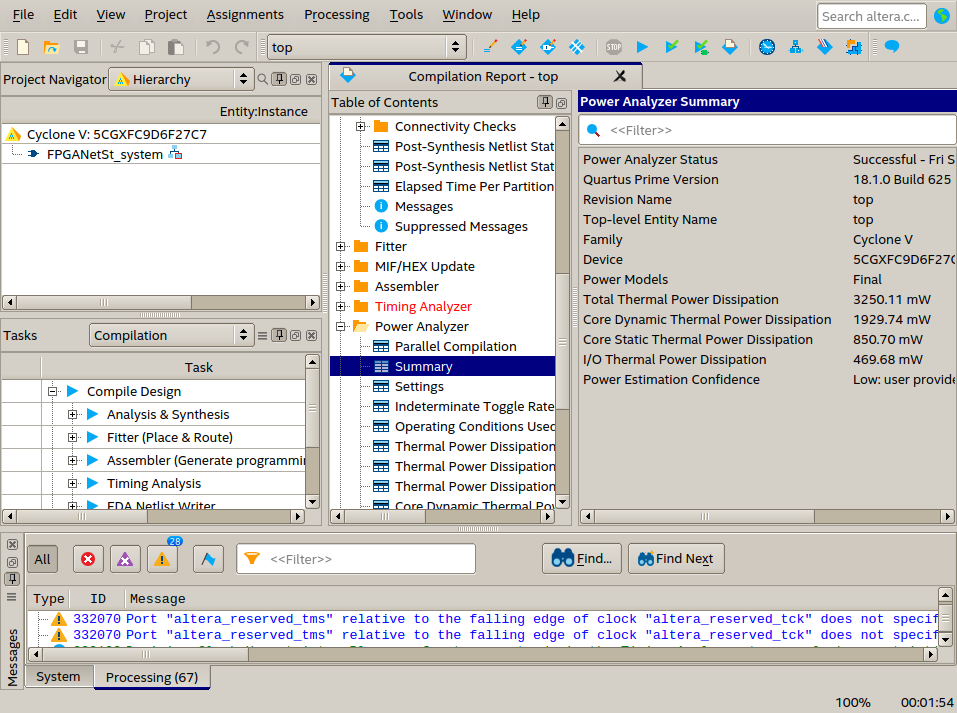 File Edit View Project Assignments Processing Tools Window Help Search altera.c...
top
Project Navigator Hierarchy
Entity:Instance
Cyclone V: 5CGXFC9D6F27C7
FPGANetSt_system
Tasks Compilation
Task
Compile Design
Analysis & Synthesis
Fitter (Place & Route)
Assembler (Generate programmin
Timing Analysis
EDA Netlist Writer
Compilation Report - top
Table of Contents
Connectivity Checks
Post-Synthesis Netlist Stat
Post-Synthesis Netlist Stat
Elapsed Time Per Partition
Messages
Suppressed Messages
Fitter
MIF/HEX Update
Assembler
Timing Analyzer
Power Analyzer
Parallel Compilation
Summary
Settings
Indeterminate Toggle Rate
Operating Conditions Used
Thermal Power Dissipation
Thermal Power Dissipation
Thermal Power Dissipation
Core Dynamic Thermal Pow
Power Analyzer Summary
<<Filter>>
Power Analyzer Status Successful - Fri S
Quartus Prime Version 18.1.0 Build 625
Revision Name top
Top-level Entity Name top
Family Cyclone V
Device 5CGXFC9D6F27C
Power Models Final
Total Thermal Power Dissipation 3250.11 mW
Core Dynamic Thermal Power Dissipation 1929.74 mW
Core Static Thermal Power Dissipation 850.70 mW
I/O Thermal Power Dissipation 469.68 mW
Power Estimation Confidence Low: user provide
All 28 <<Filter>> Find... Find Next
Type ID Message
332070 Port "altera_reserved_tms" relative to the falling edge of clock "altera_reserved_tck" does not specif
332070 Port "altera_reserved_tms" relative to the falling edge of clock "altera_reserved_tck" does not specif
Messages
System Processing (67)
100% 00:01:54